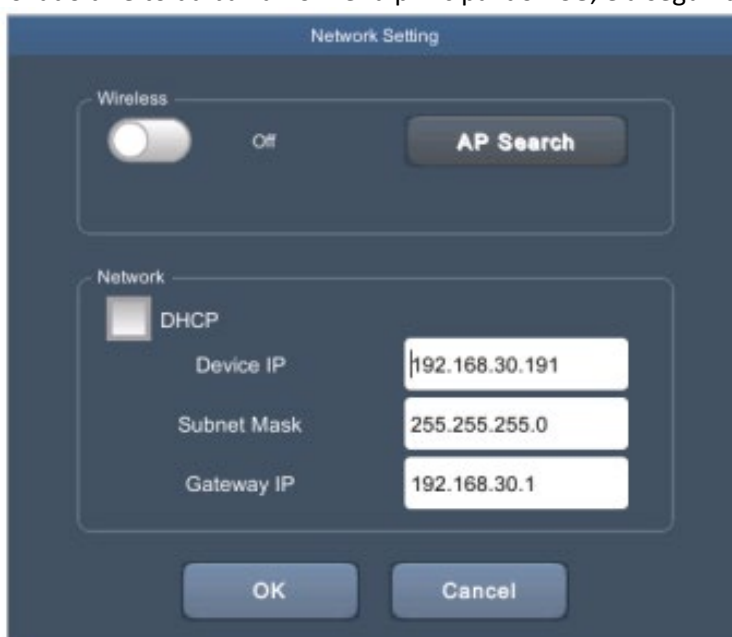 Network Setting
Wireless
Off
AP Search
Network
DHCP
Device IP
192.168.30.191
Subnet Mask
255.255.255.0
Gateway IP
192.168.30.1
OK
Cancel